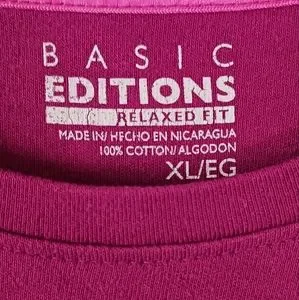 BASIC
EDITIONS
RELAXED FIT
MADE IN/ HECHO EN NICARAGUA
100% COTTON/ ALGODON
XL/EG